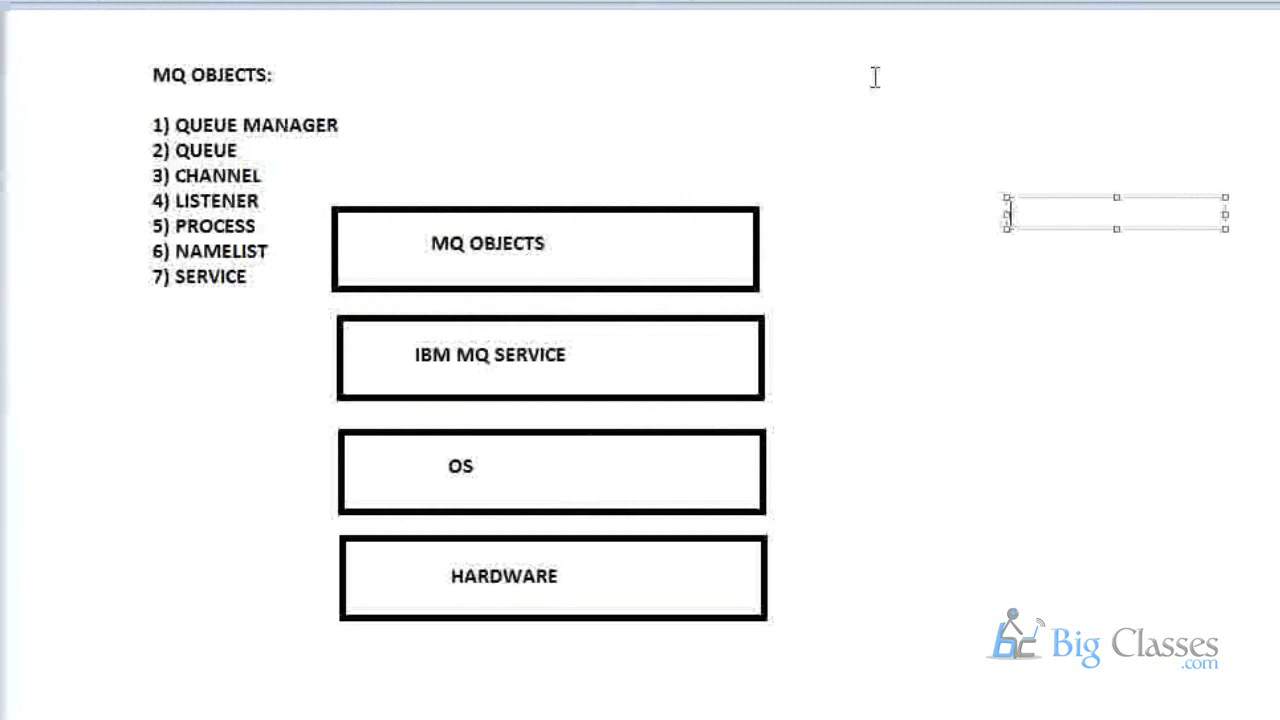 MQ OBJECTS:
1) QUEUE MANAGER
2) QUEUE
3) CHANNEL
4) LISTENER
5) PROCESS
6) NAMELIST
7) SERVICE
MQ OBJECTS
IBM MQ SERVICE
OS
HARDWARE
bc Big Classes
.com